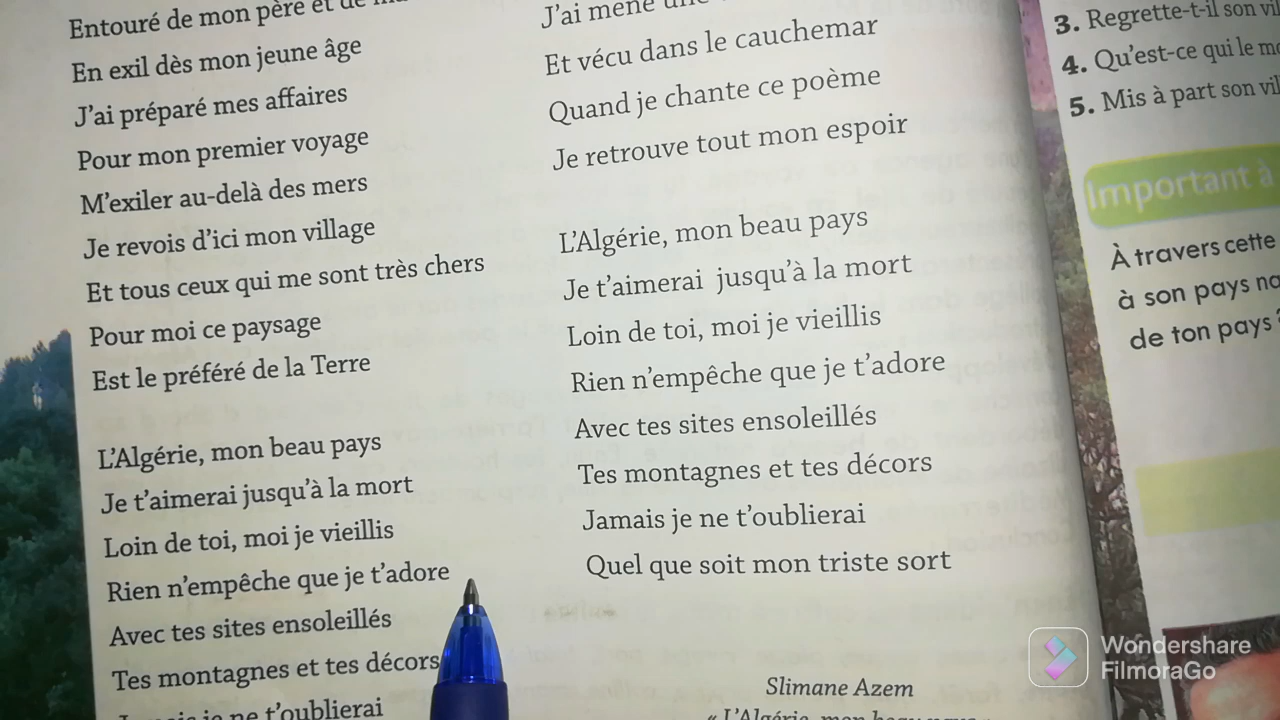 Entouré de mon père et de
En exil dès mon jeune âge
J'ai préparé mes affaires
Pour mon premier voyage
M'exiler au-delà des mers
Je revois d'ici mon village
Et tous ceux qui me sont très chers
Pour moi ce paysage
Est le préféré de la Terre
L'Algérie, mon beau pays
Je t'aimerai jusqu'à la mort
Loin de toi, moi je vieillis
Rien n'empêche que je t'adore
Avec tes sites ensoleillés
Tes montagnes et tes décors
je ne t'oublierai
J'ai mené une
Et vécu dans le cauchemar
Quand je chante ce poème
Je retrouve tout mon espoir
L'Algérie, mon beau pays
Je t'aimerai jusqu'à la mort
Loin de toi, moi je vieillis
Rien n'empêche que je t'adore
Avec tes sites ensoleillés
Tes montagnes et tes décors
Jamais je ne t'oublierai
Quel que soit mon triste sort
Slimane Azem
« L'Algérie, mon beau pays
3. Regrette-t-il son
4. Qu'est-ce qui le
5. Mis à part son
Important à
À travers cette
à son pays
de ton pays ?
Wondershare
FilmoraGo